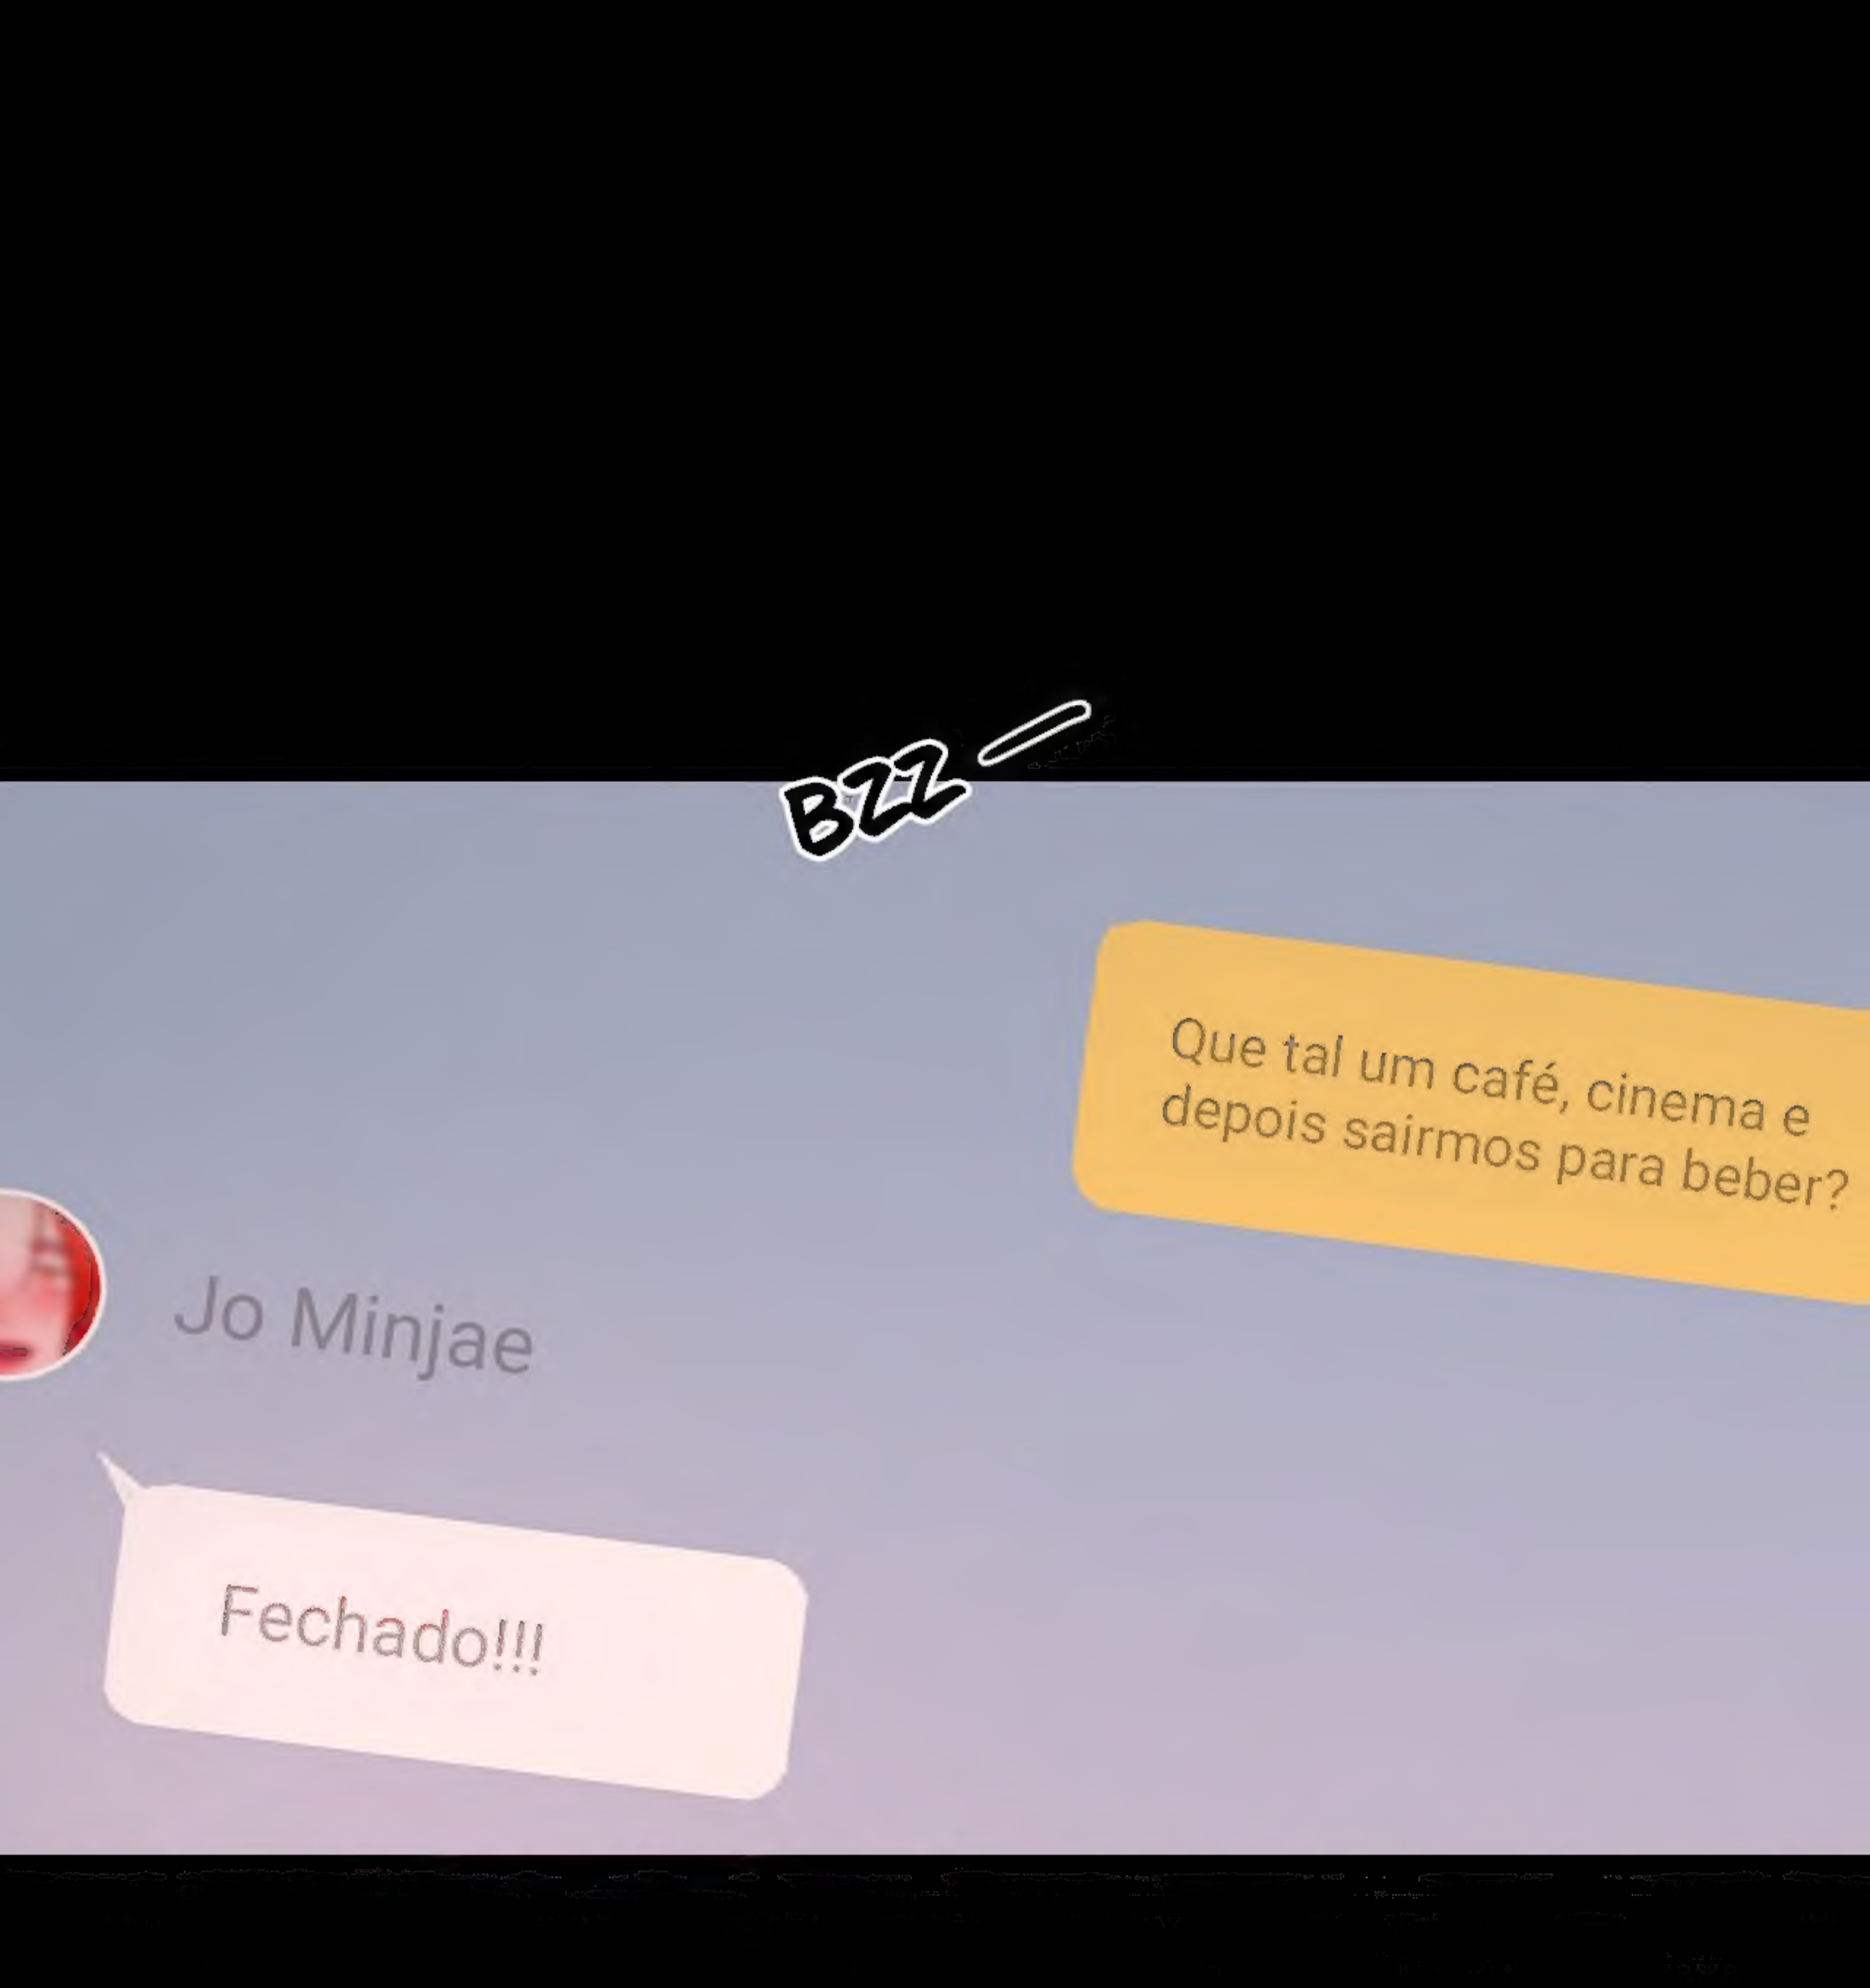 BZZ
Que tal um café, cinema e
depois sairmos para beber?
Jo Minjae
Fechado!!!